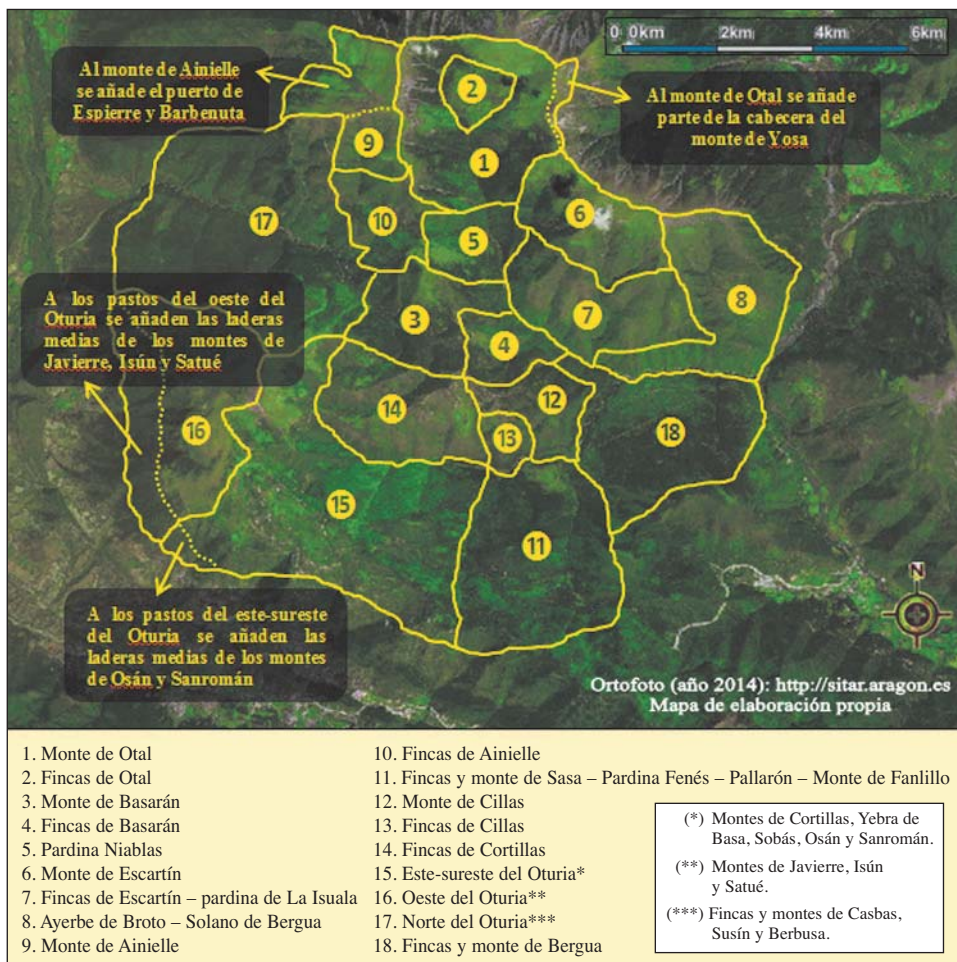 0 0km 2km 4km 6km
Al monte de Ainielle
se añade el puerto de
Espierre y Barbenuta
Al monte de Otal se añade
parte de la cabecera del
monte de Yosa
2
9
1
17
10
6
5
8
A los pastos del oeste del
Oturia se añaden las laderas
medias de los montes de
Javierre, Isún y Satué
3
7
4
12
14
16
13
18
15
11
N
A los pastos del este-sureste
del Oturia se añaden las
laderas medias de los montes
de Osán y Sanromán
Ortofoto (año 2014): http://sitar.aragon.es
Mapa de elaboración propia
1. Monte de Otal
2. Fincas de Otal
3. Monte de Basarán
4. Fincas de Basarán
5. Pardina Niablas
6. Monte de Escartín
7. Fincas de Escartín – pardina de La Isuala
8. Ayerbe de Broto – Solano de Bergua
9. Monte de Ainielle
10. Fincas de Ainielle
11. Fincas y monte de Sasa – Pardina Fenés – Pallarón – Monte de Fanlillo
12. Monte de Cillas
13. Fincas de Cillas
14. Fincas de Cortillas
15. Este-sureste del Oturia*
16. Oeste del Oturia**
17. Norte del Oturia***
18. Fincas y monte de Bergua
(*) Montes de Cortillas, Yebra de
Basa, Sobás, Osán y Sanromán.
(**) Montes de Javierre, Isún
y Satué.
(***) Fincas y montes de Casbas,
Susín y Berbusa.